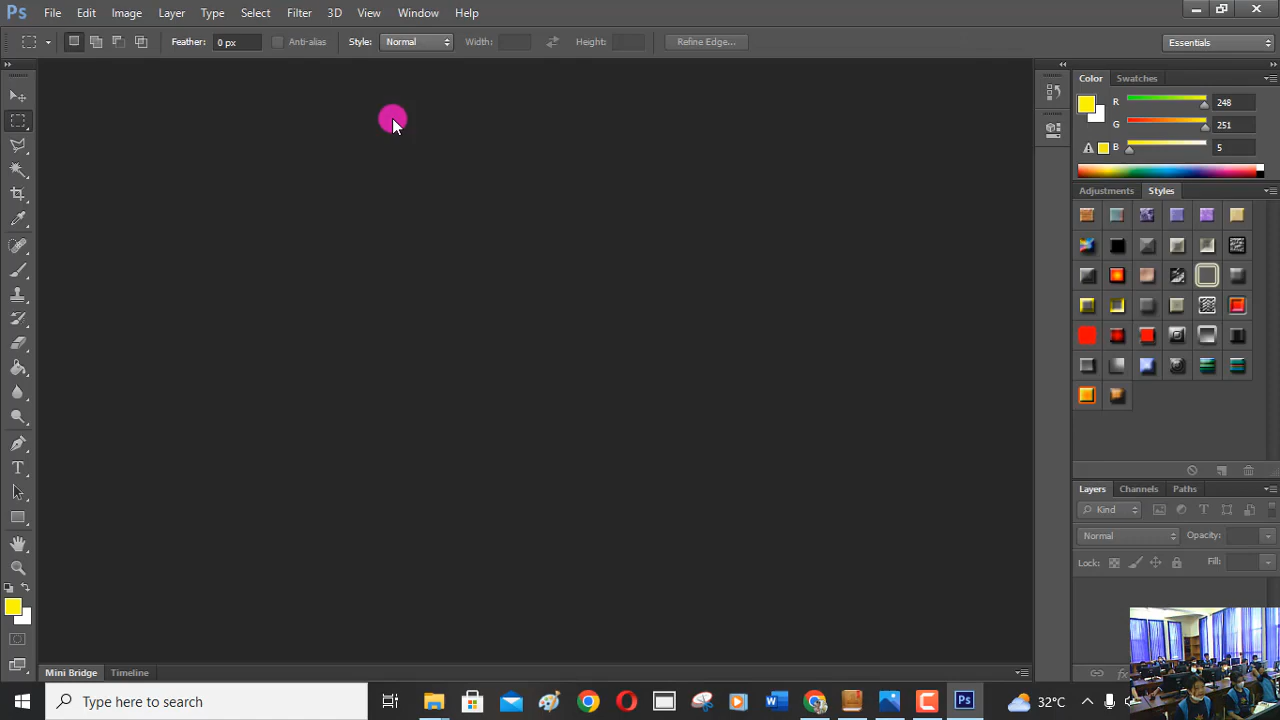 Ps File Edit Image Layer Type Select Filter 3D View Window Help
Feather: 0 px Anti-alias Style: Normal Width: Height: Refine Edge... Essentials
Color Swatches
R 248
G 251
B 5
Adjustments Styles
Layers Channels Paths
Kind T
Normal Opacity:
Lock: Fill:
fx
T
Mini Bridge Timeline
Type here to search W Ps 32°C